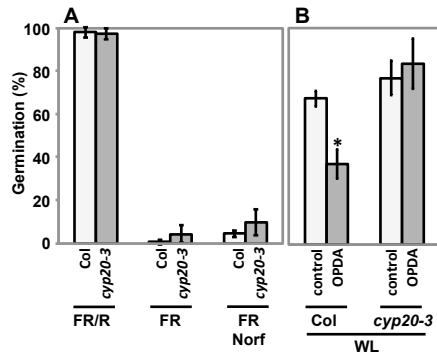 A
B
Germination (%)
100
80
60
40
20
0
*
Col
cyp20-3
Col
cyp20-3
Col
cyp20-3
control
OPDA
control
OPDA
FR/R
FR
FR
Norf
Col
cyp20-3
WL